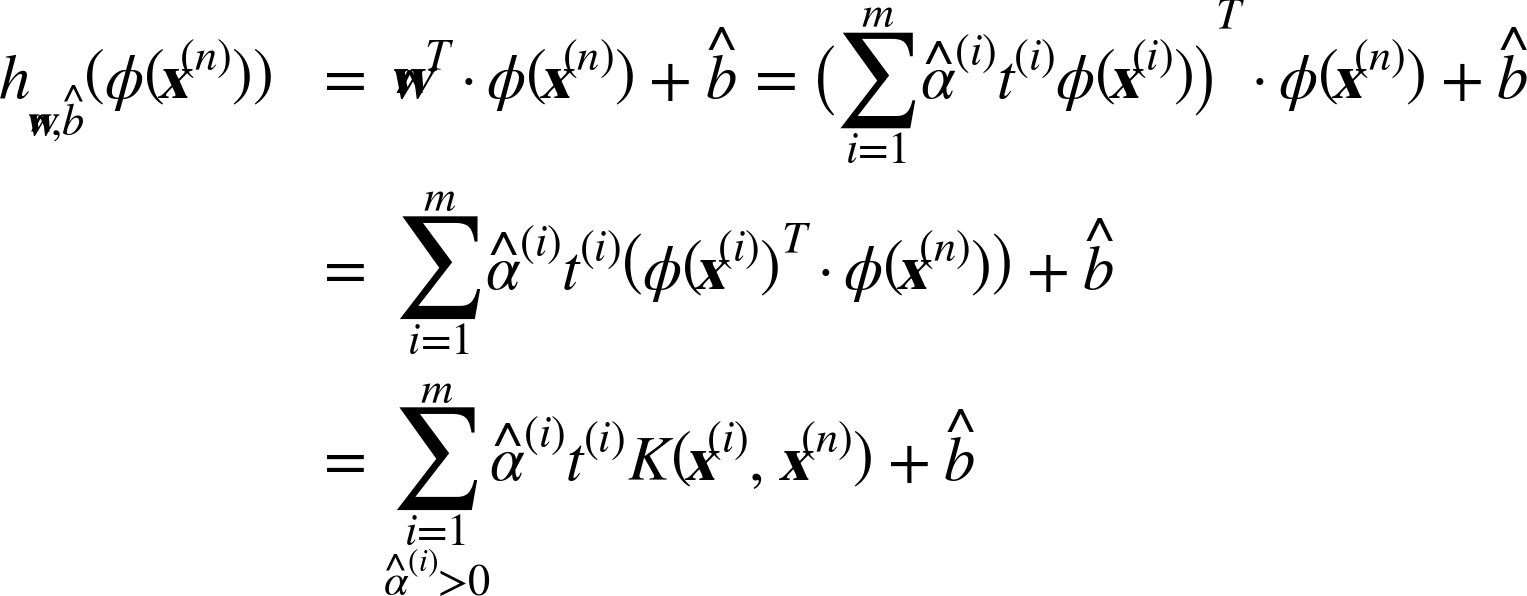 h_{ŵ,b̂}(ϕ(x^{(n)})) = ŵ^T · ϕ(x^{(n)}) + b̂ = (∑_{i=1}^{m} α̂^{(i)} t^{(i)} ϕ(x^{(i)}))^T · ϕ(x^{(n)}) + b̂
= ∑_{i=1}^{m} α̂^{(i)} t^{(i)} (ϕ(x^{(i)})^T · ϕ(x^{(n)})) + b̂
= ∑_{i=1, α̂^{(i)}>0}^{m} α̂^{(i)} t^{(i)} K(x^{(i)}, x^{(n)}) + b̂